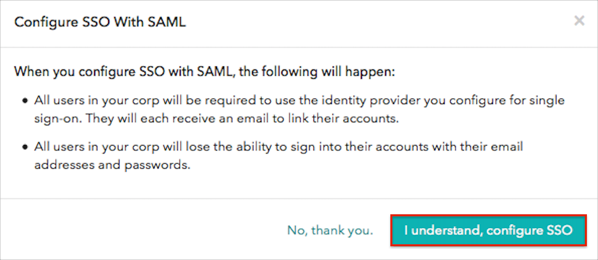 Configure SSO With SAML
×
When you configure SSO with SAML, the following will happen:
• All users in your corp will be required to use the identity provider you configure for single
sign-on. They will each receive an email to link their accounts.
• All users in your corp will lose the ability to sign into their accounts with their email
addresses and passwords.
No, thank you.
I understand, configure SSO